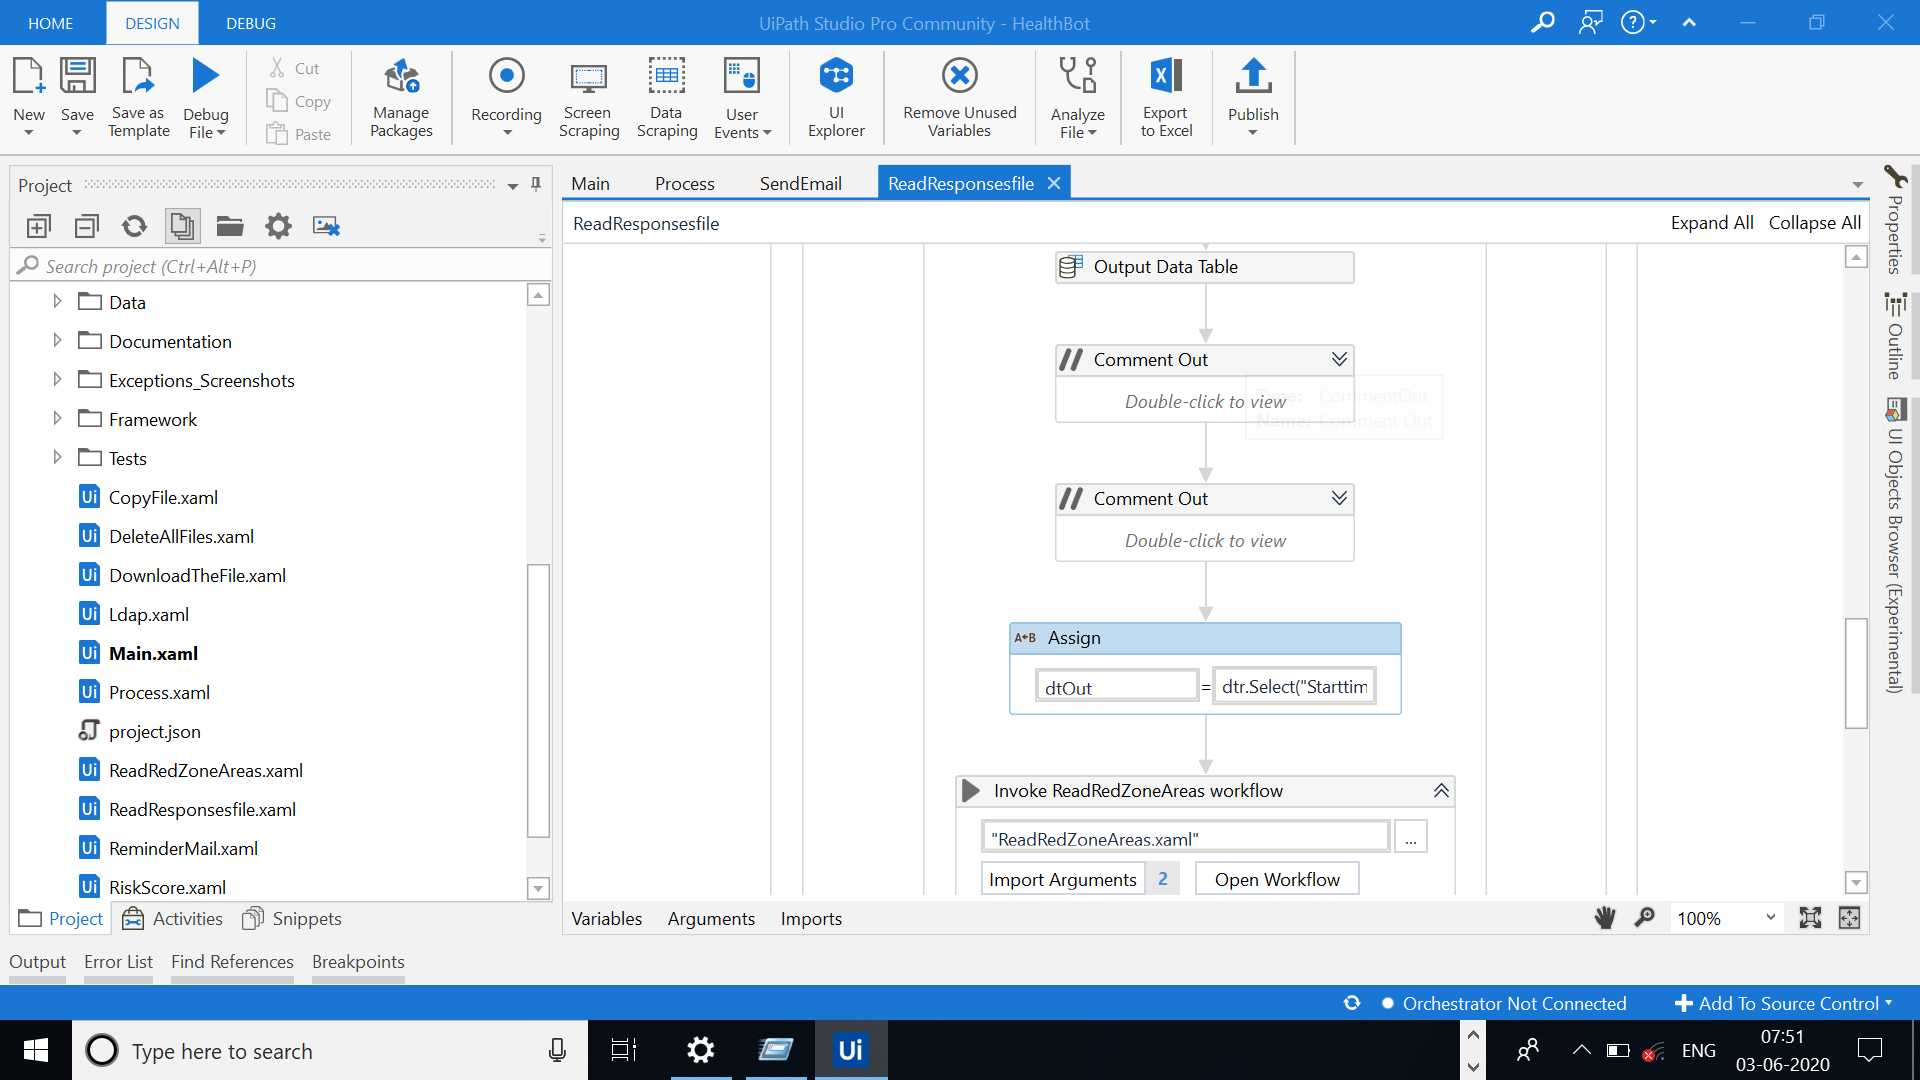 HOME DESIGN DEBUG UiPath Studio Pro Community - HealthBot
New
Save
Save as
Template
Debug
File
Cut
Copy
Paste
Manage
Packages
Recording
Screen
Scraping
Data
Scraping
User
Events
UI
Explorer
Remove Unused
Variables
Analyze
File
Export
to Excel
Publish
Project
Search project (Ctrl+Alt+P)
Data
Documentation
Exceptions_Screenshots
Framework
Tests
CopyFile.xaml
DeleteAllFiles.xaml
DownloadTheFile.xaml
Ldap.xaml
Main.xaml
Process.xaml
project.json
ReadRedZoneAreas.xaml
ReadResponsesfile.xaml
ReminderMail.xaml
RiskScore.xaml
Project Activities Snippets
Main Process SendEmail ReadResponsesfile
ReadResponsesfile Expand All Collapse All
Output Data Table
Comment Out
Double-click to view
Type: CommentOut
Name: Comment Out
Comment Out
Double-click to view
A←B Assign
dtOut = dtr.Select("Starttim
Invoke ReadRedZoneAreas workflow
"ReadRedZoneAreas.xaml" ...
Import Arguments 2 Open Workflow
Variables Arguments Imports 100%
Properties
Outline
UI Objects Browser (Experimental)
Output Error List Find References Breakpoints
Orchestrator Not Connected Add To Source Control
Type here to search
Ui
ENG
07:51
03-06-2020